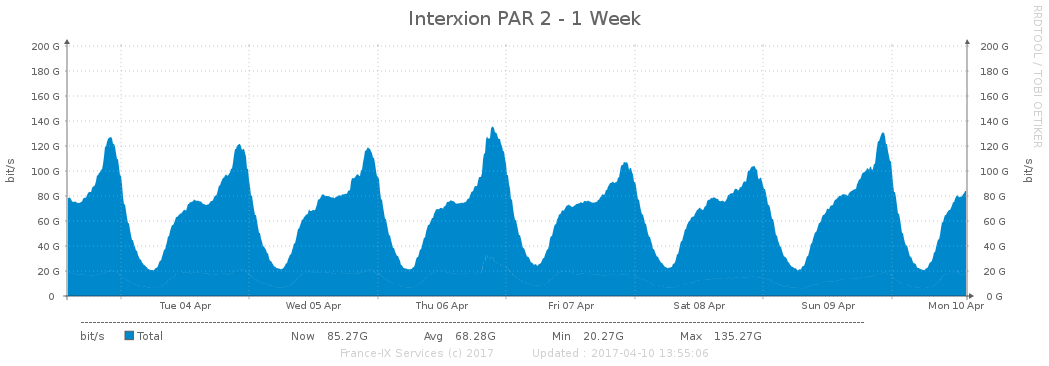 Interxion PAR 2 - 1 Week
RRDTOOL / TOBI OETIKER
bit/s
200 G
180 G
160 G
140 G
120 G
100 G
80 G
60 G
40 G
20 G
0
200 G
180 G
160 G
140 G
120 G
100 G
80 G
60 G
40 G
20 G
0 G
bit/s
Tue 04 Apr Wed 05 Apr Thu 06 Apr Fri 07 Apr Sat 08 Apr Sun 09 Apr Mon 10 Apr
bit/s Total Now 85.27G Avg 68.28G Min 20.27G Max 135.27G
France-IX Services (c) 2017 Updated : 2017-04-10 13:55:06